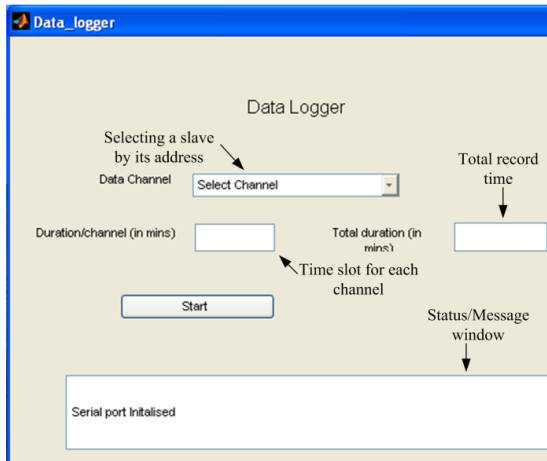 Data_logger
Data Logger
Selecting a slave
by its address
Data Channel
Select Channel
Total record
time
Duration/channel (in mins)
Total duration (in
mins)
Time slot for each
channel
Start
Status/Message
window
Serial port Initalised